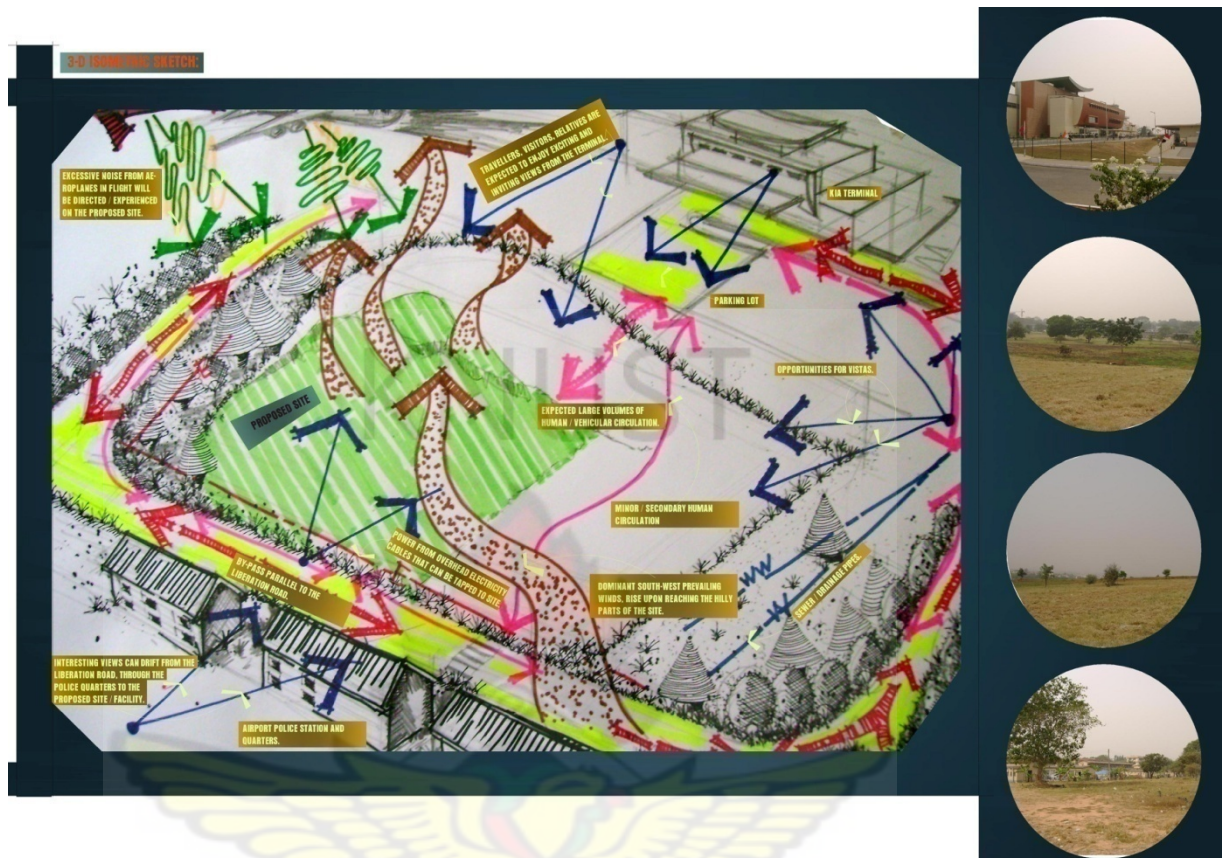 3-D ISOMETRIC SKETCH:
EXCESSIVE NOISE FROM AE-
ROPLANES IN FLIGHT WILL
BE DIRECTED / EXPERIENCED
ON THE PROPOSED SITE.
TRAVELLERS, VISITORS, RELATIVES ARE
EXPECTED TO ENJOY EXCITING AND
INVITING VIEWS FROM THE TERMINAL.
KIA TERMINAL
PARKING LOT
OPPORTUNITIES FOR VISTAS.
PROPOSED SITE
EXPECTED LARGE VOLUMES OF
HUMAN / VEHICULAR CIRCULATION.
KNUST
MINOR / SECONDARY HUMAN
CIRCULATION
BY-PASS PARALLEL TO THE
LIBERATION ROAD.
POWER FROM OVERHEAD ELECTRICITY
CABLES THAT CAN BE TAPPED TO SITE.
DOMINANT SOUTH-WEST PREVAILING
WINDS. RISE UPON REACHING THE HILLY
PARTS OF THE SITE.
SEWER / DRAINAGE PIPES.
INTERESTING VIEWS CAN DRIFT FROM THE
LIBERATION ROAD, THROUGH THE
POLICE QUARTERS TO THE
PROPOSED SITE / FACILITY.
AIRPORT POLICE STATION AND
QUARTERS.